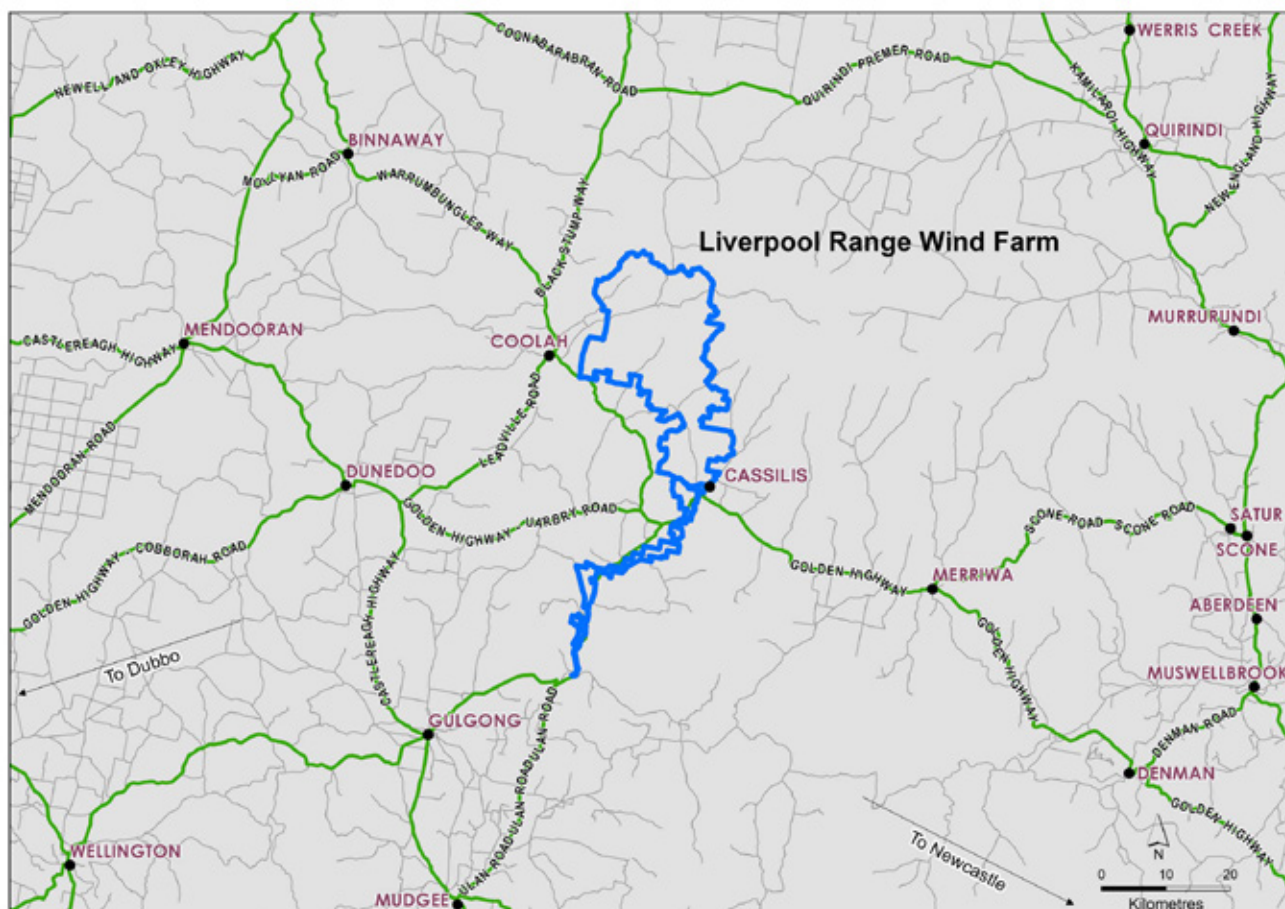 COONABARABRAN ROAD
WERRIS CREEK
NEWELL AND OXLEY HIGHWAY
QUIRINDI PREMER ROAD
KAMILAROI HIGHWAY
NEW ENGLAND HIGHWAY
QUIRINDI
BINNAWAY
MOLLYAN ROAD
WARRUMBUNGLES WAY
BLACK STUMP WAY
Liverpool Range Wind Farm
MURRURUNDI
MENDOORAN
CASTLEREAGH HIGHWAY
COOLAH
LEADVILLE ROAD
MENDOORAN ROAD
DUNEDOO
CASSILIS
GOLDEN HIGHWAY - UARBRY ROAD
SCONE ROAD
SCONE ROAD
SATUR
SCONE
COBBORAH ROAD
GOLDEN HIGHWAY
GOLDEN HIGHWAY
MERRIWA
ABERDEEN
CASTLEREAGH HIGHWAY
GOLDEN HIGHWAY
To Dubbo
MUSWELLBROOK
ULAN ROAD
GULGONG
DENMAN ROAD
DENMAN
GOLDEN HIGHWAY
ULAN ROAD
ULAN ROAD
WELLINGTON
To Newcastle
N
MUDGEE
0 10 20
Kilometres